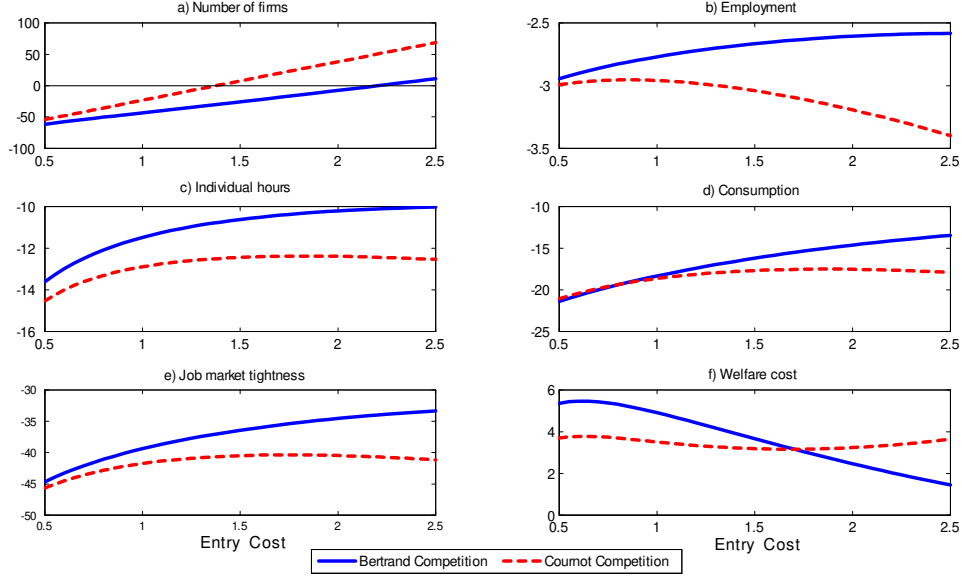 a) Number of firms
100
50
0
-50
-100
0.5 1 1.5 2 2.5
b) Employment
-2.5
-3
-3.5
0.5 1 1.5 2 2.5
c) Individual hours
-10
-12
-14
-16
0.5 1 1.5 2 2.5
d) Consumption
-10
-15
-20
-25
0.5 1 1.5 2 2.5
e) Job market tightness
-30
-35
-40
-45
-50
0.5 1 1.5 2 2.5
Entry Cost
f) Welfare cost
6
4
2
0
0.5 1 1.5 2 2.5
Entry Cost
Bertrand Competition Cournot Competition